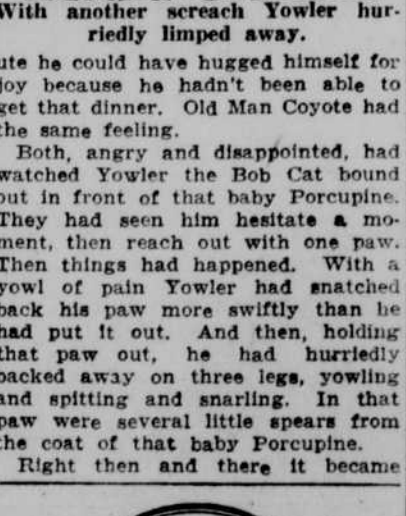 With another screach Yowler hur-
riedly limped away.
ute he could have hugged himself for
joy because he hadn't been able to
get that dinner. Old Man Coyote had
the same feeling.
Both, angry and disappointed, had
watched Yowler the Bob Cat bound
out in front of that baby Porcupine.
They had seen him hesitate a mo-
ment, then reach out with one paw.
Then things had happened. With a
yowl of pain Yowler had snatched
back his paw more swiftly than he
had put it out. And then, holding
that paw out, he had hurriedly
backed away on three legs, yowling
and spitting and snarling. In that
paw were several little spears from
the coat of that baby Porcupine.
Right then and there it became